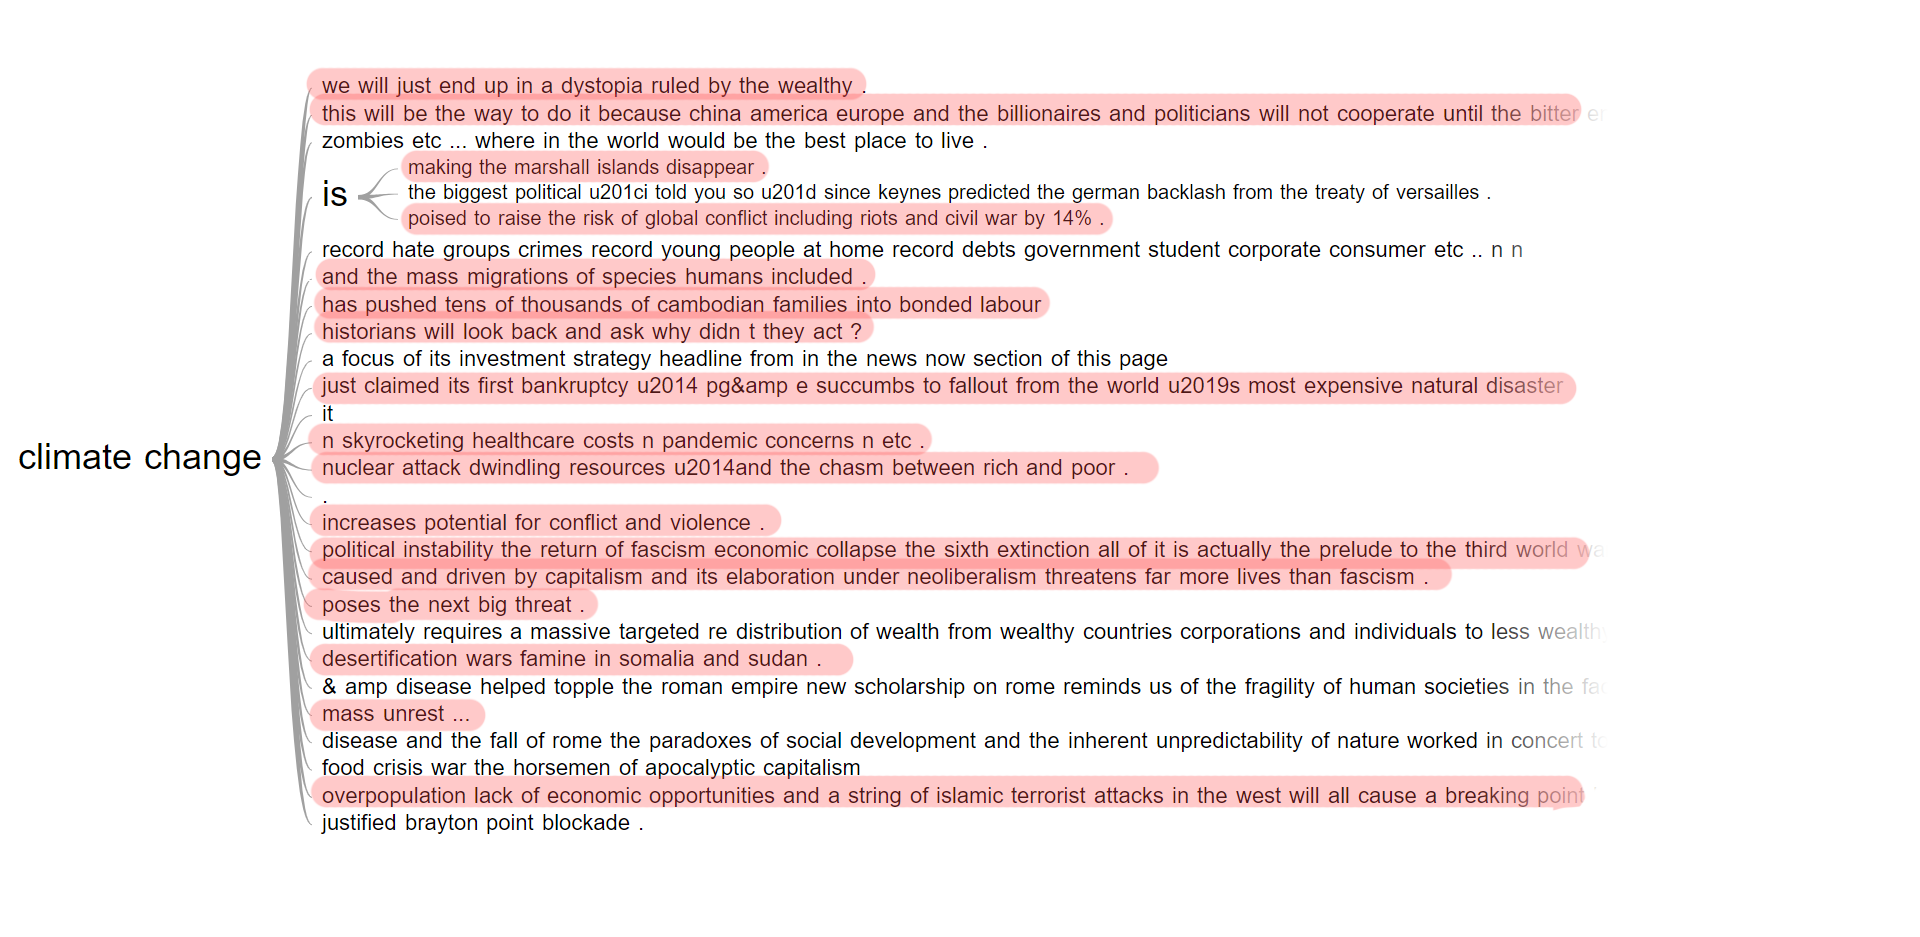 we will just end up in a dystopia ruled by the wealthy .
this will be the way to do it because china america europe and the billionaires and politicians will not cooperate until the bitter
zombies etc ... where in the world would be the best place to live .
making the marshall islands disappear .
is
the biggest political u201ci told you so u201d since keynes predicted the german backlash from the treaty of versailles .
poised to raise the risk of global conflict including riots and civil war by 14% .
record hate groups crimes record young people at home record debts government student corporate consumer etc .. n n
and the mass migrations of species humans included .
has pushed tens of thousands of cambodian families into bonded labour
historians will look back and ask why didn t they act ?
a focus of its investment strategy headline from in the news now section of this page
just claimed its first bankruptcy u2014 pg&amp e succumbs to fallout from the world u2019s most expensive natural disaster
it
n skyrocketing healthcare costs n pandemic concerns n etc .
climate change
nuclear attack dwindling resources u2014and the chasm between rich and poor .
.
increases potential for conflict and violence .
political instability the return of fascism economic collapse the sixth extinction all of it is actually the prelude to the third world wa
caused and driven by capitalism and its elaboration under neoliberalism threatens far more lives than fascism .
poses the next big threat .
ultimately requires a massive targeted re distribution of wealth from wealthy countries corporations and individuals to less wealthy
desertification wars famine in somalia and sudan .
& amp disease helped topple the roman empire new scholarship on rome reminds us of the fragility of human societies in the fac
mass unrest ...
disease and the fall of rome the paradoxes of social development and the inherent unpredictability of nature worked in concert to
food crisis war the horsemen of apocalyptic capitalism
overpopulation lack of economic opportunities and a string of islamic terrorist attacks in the west will all cause a breaking point
justified brayton point blockade .